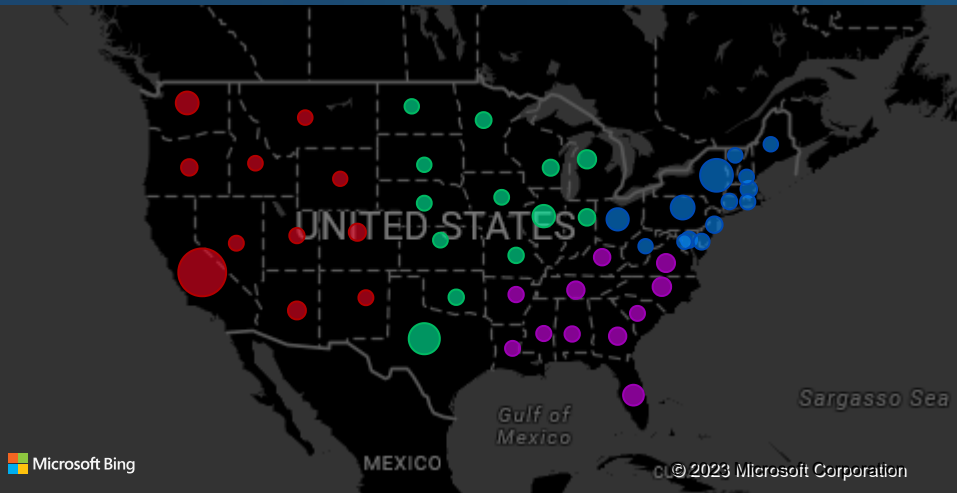 UNITED STATES
Sargasso Sea
Gulf of
Mexico
MEXICO
Microsoft Bing
© 2023 Microsoft Corporation